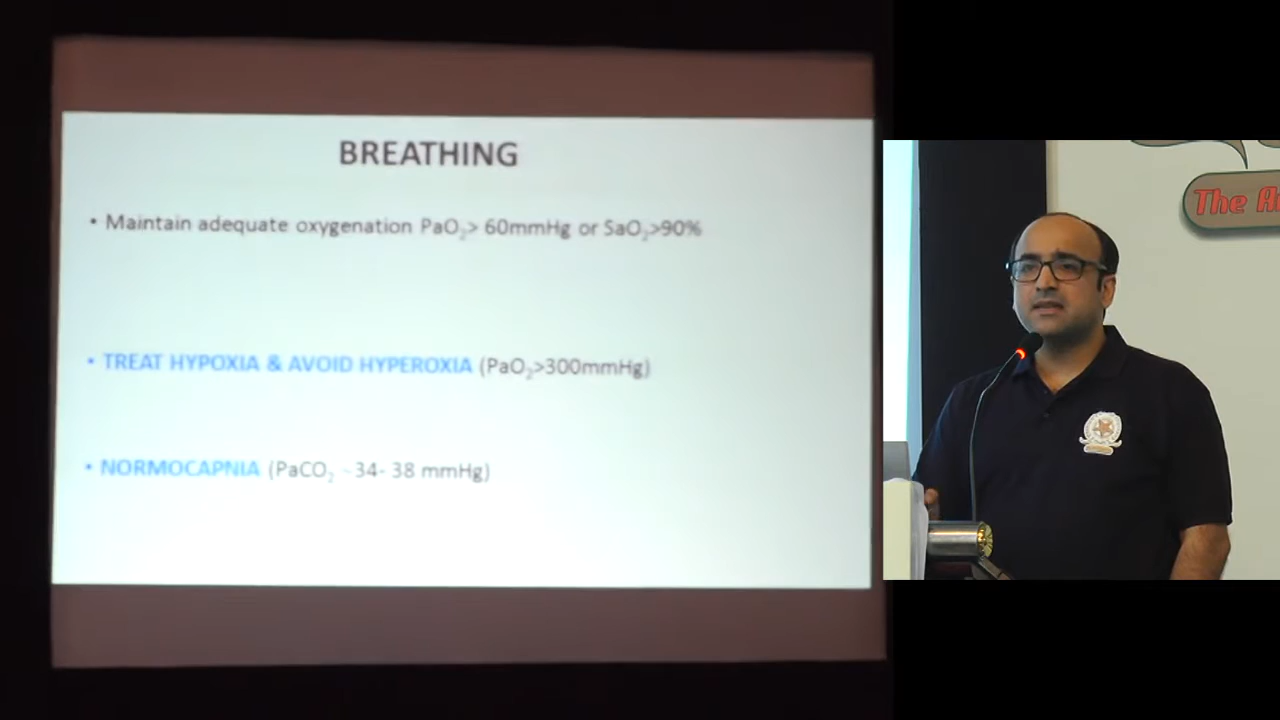 BREATHING
• Maintain adequate oxygenation PaO₂> 60mmHg or SaO₂>90%
• TREAT HYPOXIA & AVOID HYPEROXIA (PaO₂>300mmHg)
• NORMOCAPNIA (PaCO₂ ~34- 38 mmHg)
The